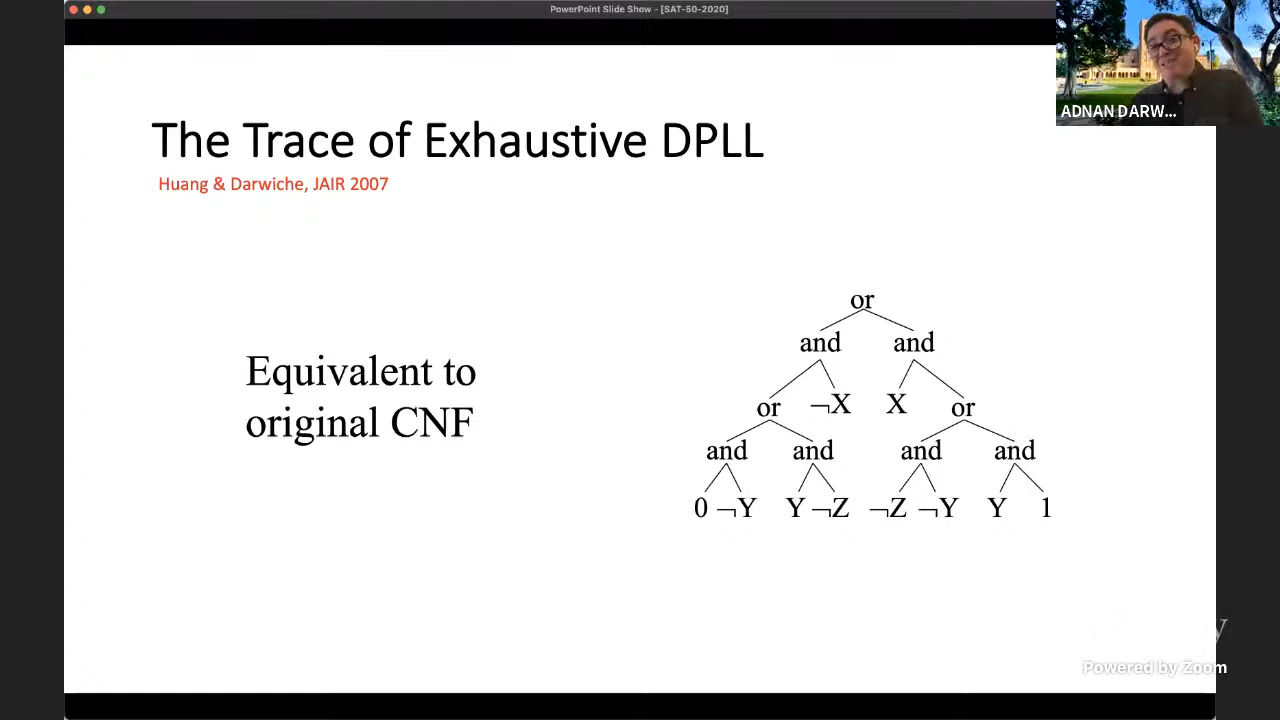 PowerPoint Slide Show - [SAT-50-2020]
ADNAN DARW...
The Trace of Exhaustive DPLL
Huang & Darwiche, JAIR 2007
Equivalent to
original CNF
or
and and
or ¬X X or
and and and and
0 ¬Y Y ¬Z ¬Z ¬Y Y 1
Powered by Zoom